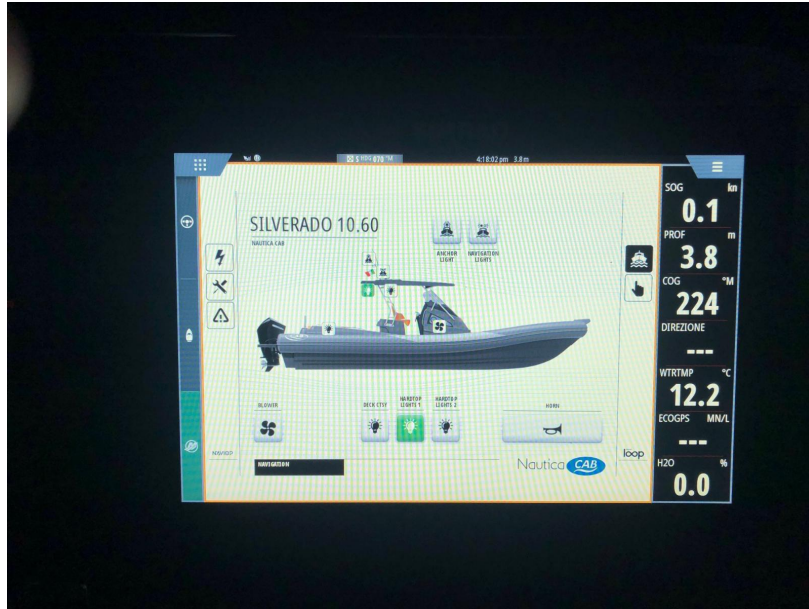 S HDG 070 °M
4:18:02 pm 3.8 m
SILVERADO 10.60
NAUTICA CAB
ANCHOR LIGHT
NAVIGATION LIGHTS
BLOWER
DECK CTSY
HARDTOP LIGHTS 1
HARDTOP LIGHTS 2
HORN
NAVIGATION
Nautica CAB
loop
SOG kn
0.1
PROF m
3.8
COG °M
224
DIREZIONE
---
WTRTMP °C
12.2
ECOGPS MN/L
---
H2O %
0.0